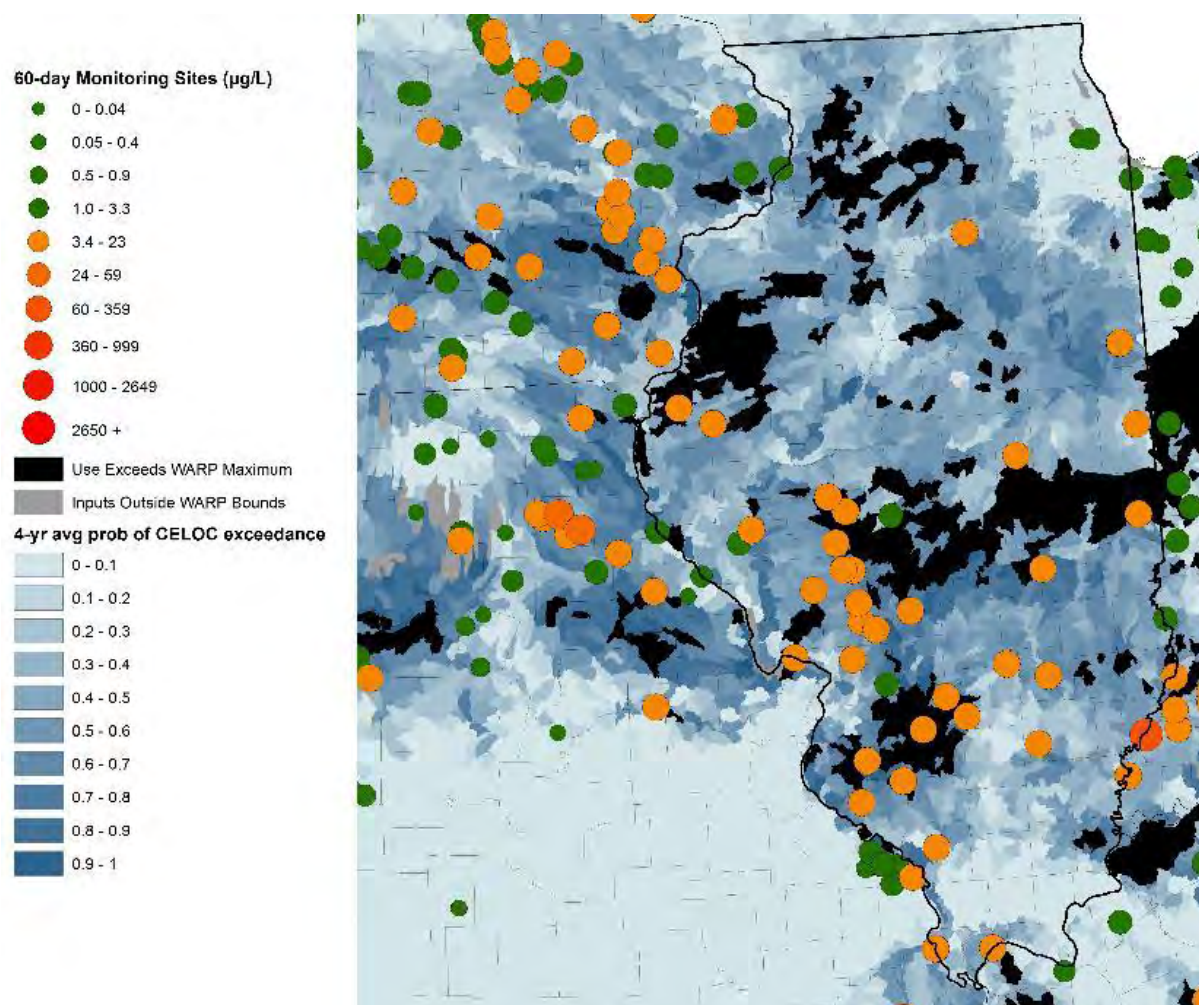 60-day Monitoring Sites (µg/L)
0 - 0.04
0.05 - 0.4
0.5 - 0.9
1.0 - 3.3
3.4 - 23
24 - 59
60 - 359
360 - 999
1000 - 2649
2650 +
Use Exceeds WARP Maximum
Inputs Outside WARP Bounds
4-yr avg prob of CELOC exceedance
0 - 0.1
0.1 - 0.2
0.2 - 0.3
0.3 - 0.4
0.4 - 0.5
0.5 - 0.6
0.6 - 0.7
0.7 - 0.8
0.8 - 0.9
0.9 - 1